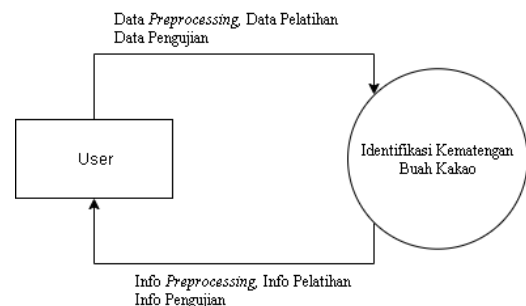 Data Preprocessing, Data Pelatihan
Data Pengujian
User
Identifikasi Kematengan
Buah Kakao
Info Preprocessing, Info Pelatihan
Info Pengujian